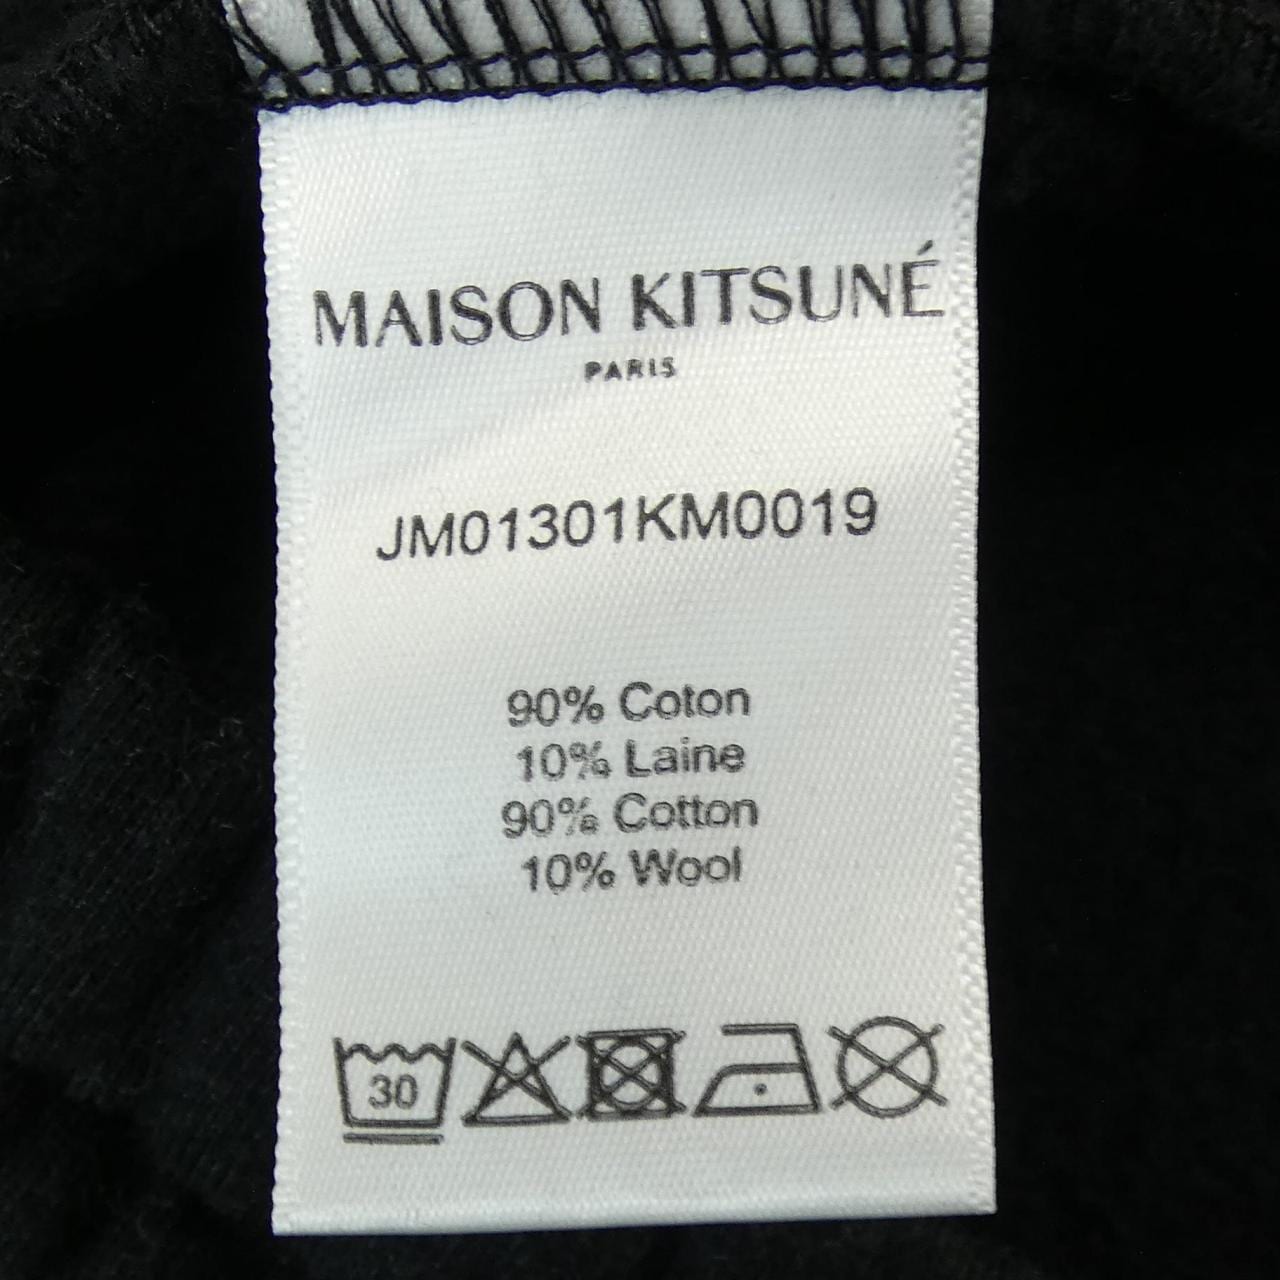 MAISON KITSUNÉ
PARIS
JM01301KM0019
90% Coton
10% Laine
90% Cotton
10% Wool
30